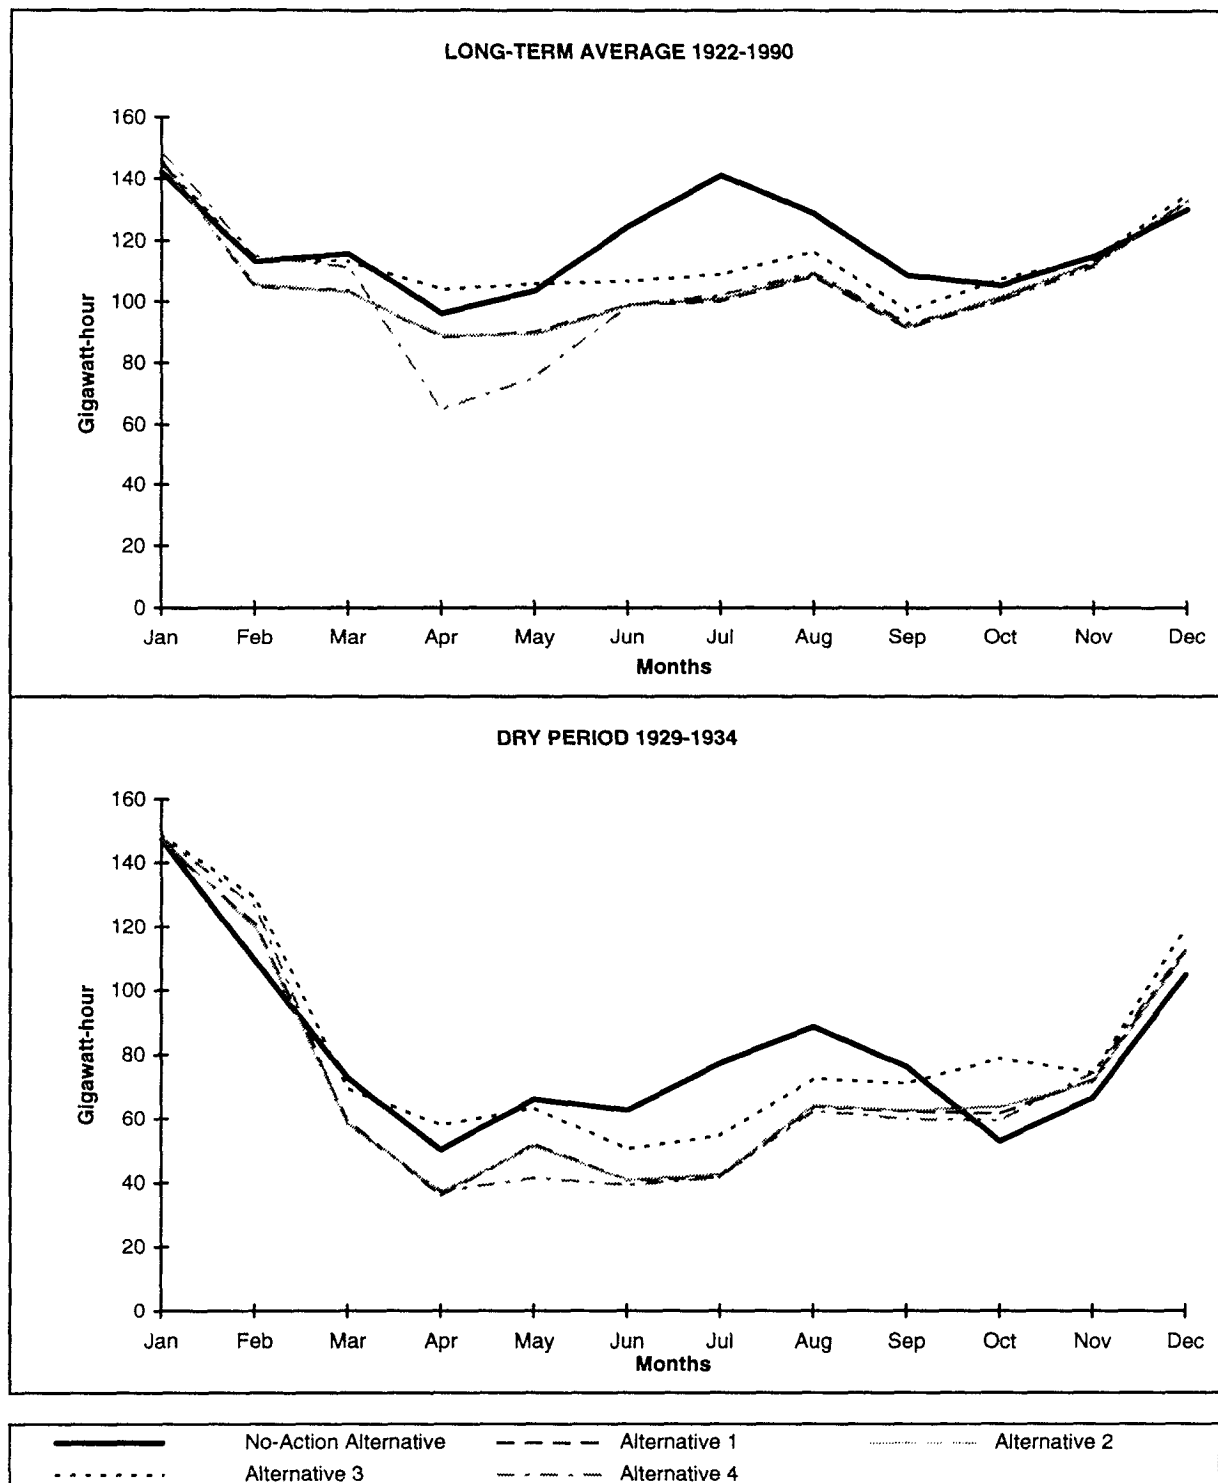 LONG-TERM AVERAGE 1922-1990
160
140
120
100
80
60
40
20
0
Gigawatt-hour
Jan Feb Mar Apr May Jun Jul Aug Sep Oct Nov Dec
Months
DRY PERIOD 1929-1934
160
140
120
100
80
60
40
20
0
Gigawatt-hour
Jan Feb Mar Apr May Jun Jul Aug Sep Oct Nov Dec
Months
No-Action Alternative Alternative 1 Alternative 2
Alternative 3 Alternative 4